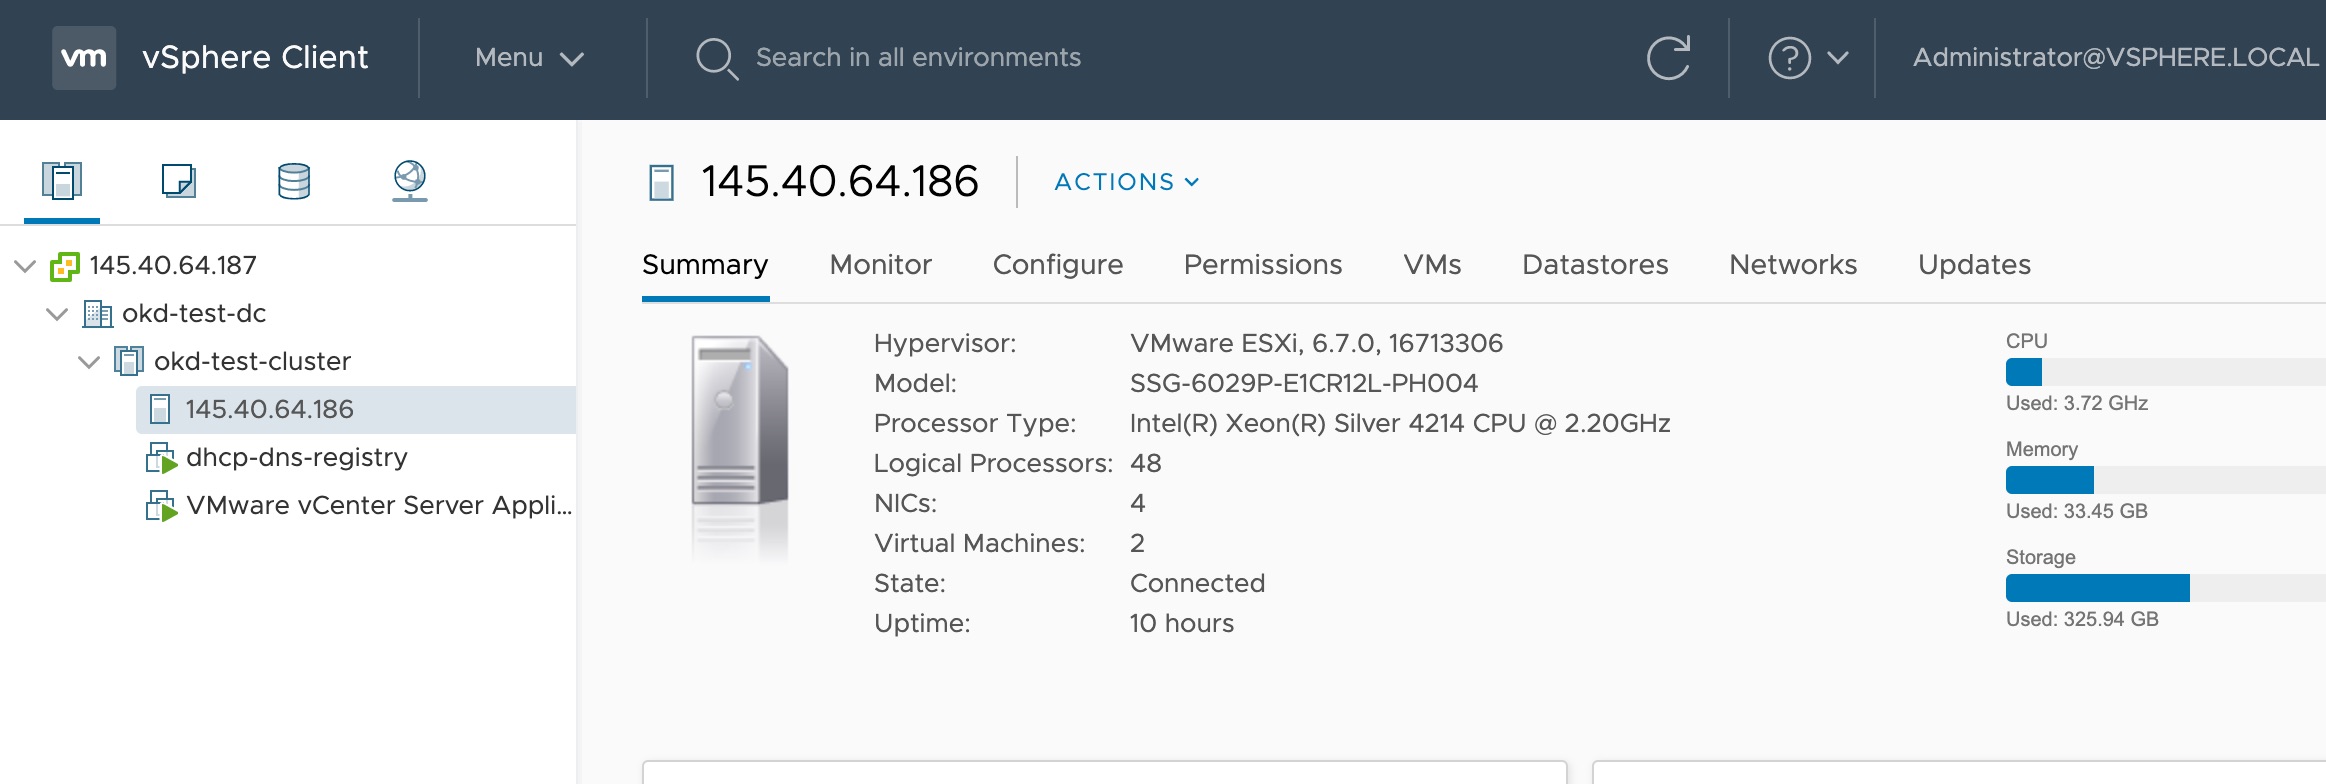 vm vSphere Client Menu Search in all environments ? Administrator@VSPHERE.LOCAL
145.40.64.187
okd-test-dc
okd-test-cluster
145.40.64.186
dhcp-dns-registry
VMware vCenter Server Appli...
145.40.64.186 ACTIONS
Summary Monitor Configure Permissions VMs Datastores Networks Updates
Hypervisor: VMware ESXi, 6.7.0, 16713306
Model: SSG-6029P-E1CR12L-PH004
Processor Type: Intel(R) Xeon(R) Silver 4214 CPU @ 2.20GHz
Logical Processors: 48
NICs: 4
Virtual Machines: 2
State: Connected
Uptime: 10 hours
CPU
Used: 3.72 GHz
Memory
Used: 33.45 GB
Storage
Used: 325.94 GB